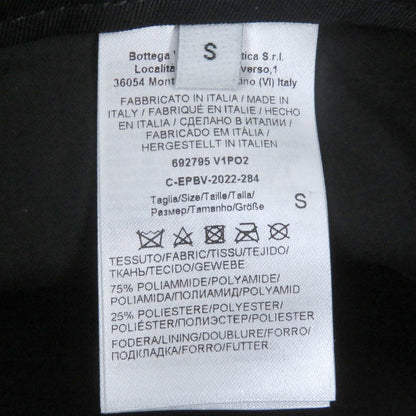 S
Bottega V tica S.r.l.
Località verso,1
36054 Mont ino (VI) Italy
FABBRICATO IN ITALIA / MADE IN
ITALY / FABRIQUÉ EN ITALIE / HECHO
EN ITALIA / СДЕЛАНО В ИТАЛИИ /
FABRICADO EM ITÀLIA /
HERGESTELLT IN ITALIEN
692795 V1PO2
C-EPBV-2022-284
Taglia/Size/Taille/Talla/
Размер/Tamanho/Größe S
TESSUTO/FABRIC/TISSU/TEJIDO/
ТКАНЬ/TECIDO/GEWEBE
75% POLIAMMIDE/POLYAMIDE/
POLIAMIDA/ПОЛИАМИД/POLYAMID
25% POLIESTERE/POLYESTER/
POLIÉSTER/ПОЛИЭСТЕР/POLIESTER
FODERA/LINING/DOUBLURE/FORRO/
ПОДКЛАДКА/FORRO/FUTTER